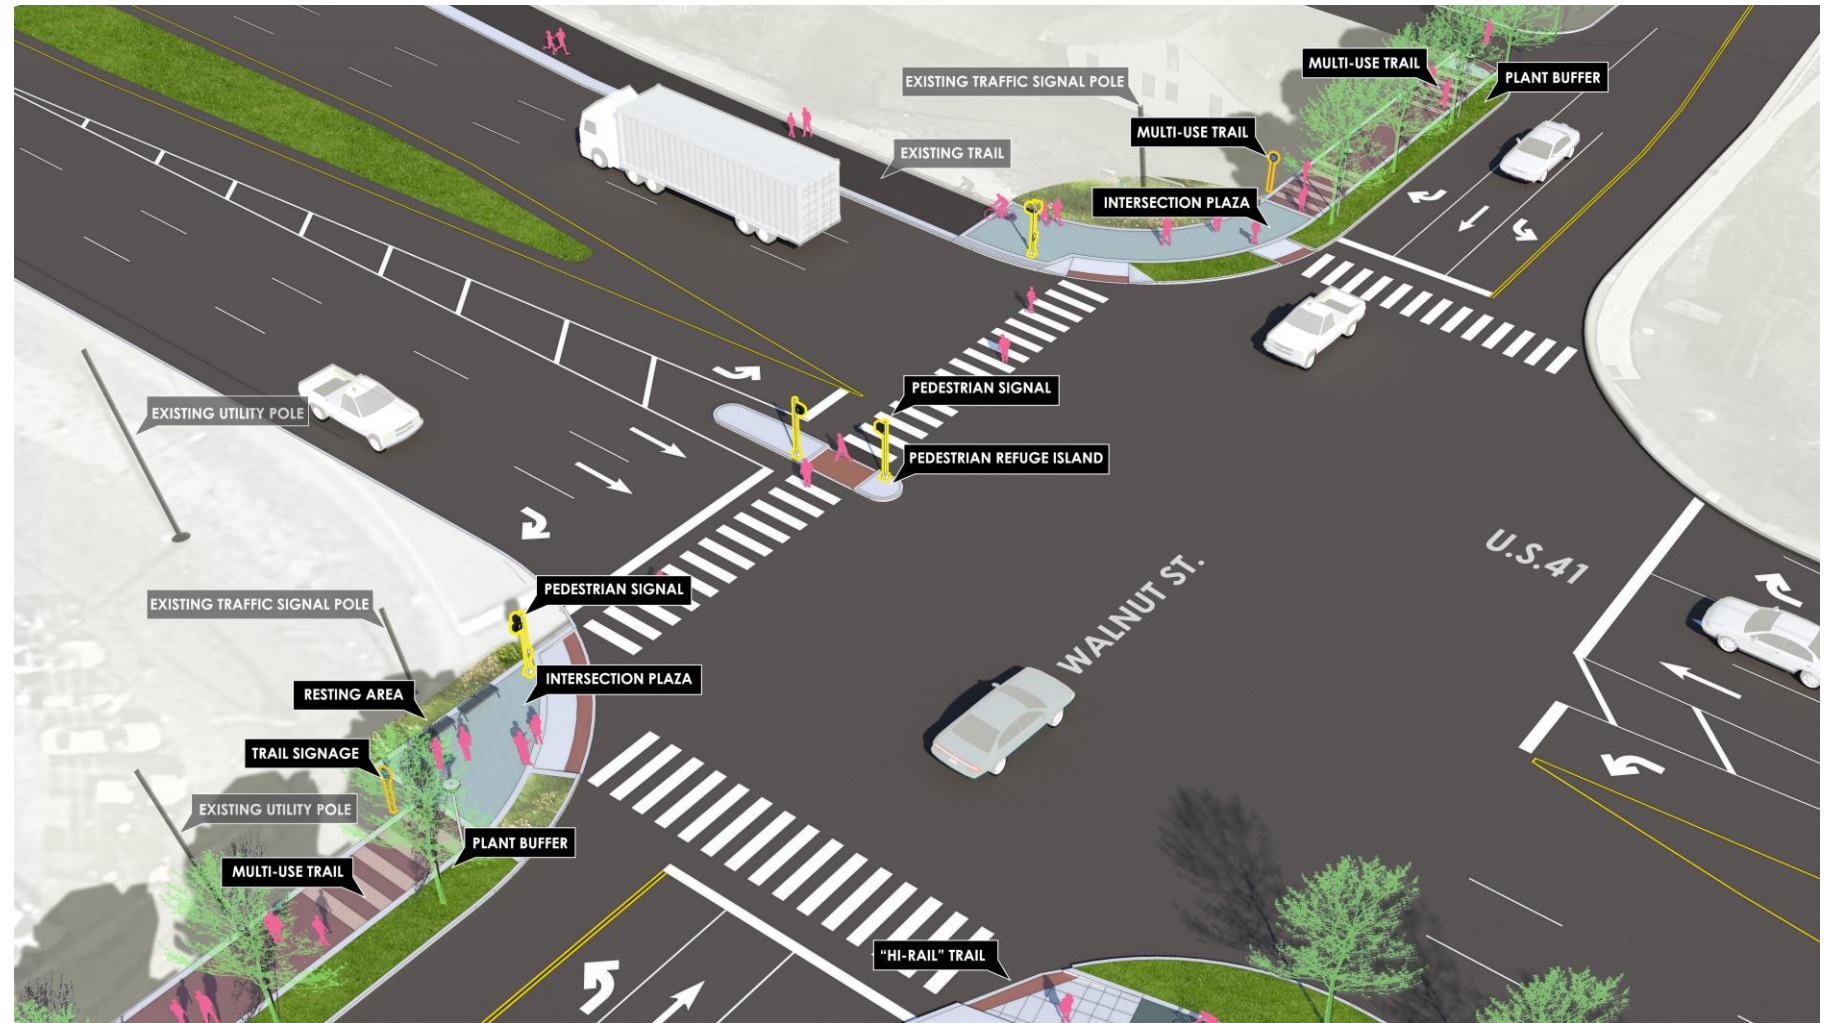 MULTI-USE TRAIL
EXISTING TRAFFIC SIGNAL POLE
PLANT BUFFER
MULTI-USE TRAIL
EXISTING TRAIL
INTERSECTION PLAZA
PEDESTRIAN SIGNAL
EXISTING UTILITY POLE
PEDESTRIAN REFUGE ISLAND
U.S.41
WALNUT ST.
PEDESTRIAN SIGNAL
EXISTING TRAFFIC SIGNAL POLE
INTERSECTION PLAZA
RESTING AREA
TRAIL SIGNAGE
EXISTING UTILITY POLE
PLANT BUFFER
MULTI-USE TRAIL
"HI-RAIL" TRAIL